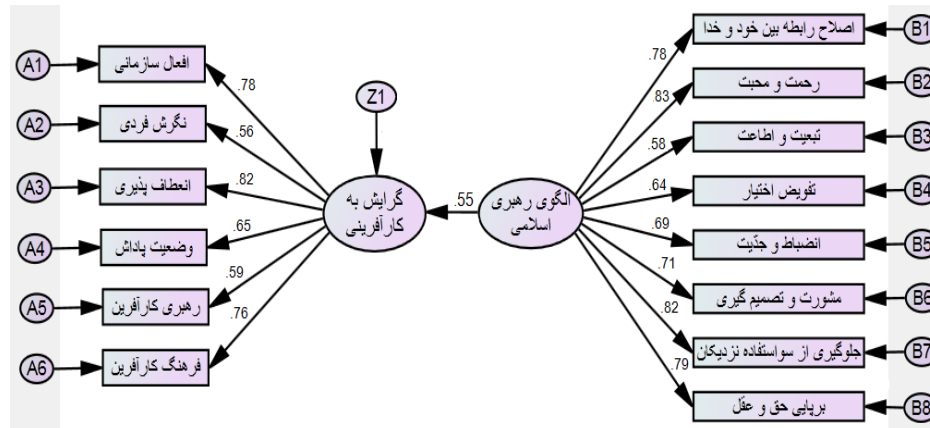 A1
افعال سازمانی
.78
A2
نگرش فردی
.56
A3
انعطاف پذیری
.82
A4
وضعیت پاداش
.65
A5
رهبری کارآفرین
.59
A6
فرهنگ کارآفرین
.76
Z1
گرایش به
کارآفرینی
.55
الگوی رهبری
اسلامی
.78
اصلاح رابطه بین خود و خدا
B1
.83
رحمت و محبت
B2
.58
تبعیت و اطاعت
B3
.64
تفویض اختیار
B4
.69
انضباط و جدّیت
B5
.71
مشورت و تصمیم گیری
B6
.82
جلوگیری از سواستفاده نزدیکان
B7
.79
برپایی حق و عقل
B8